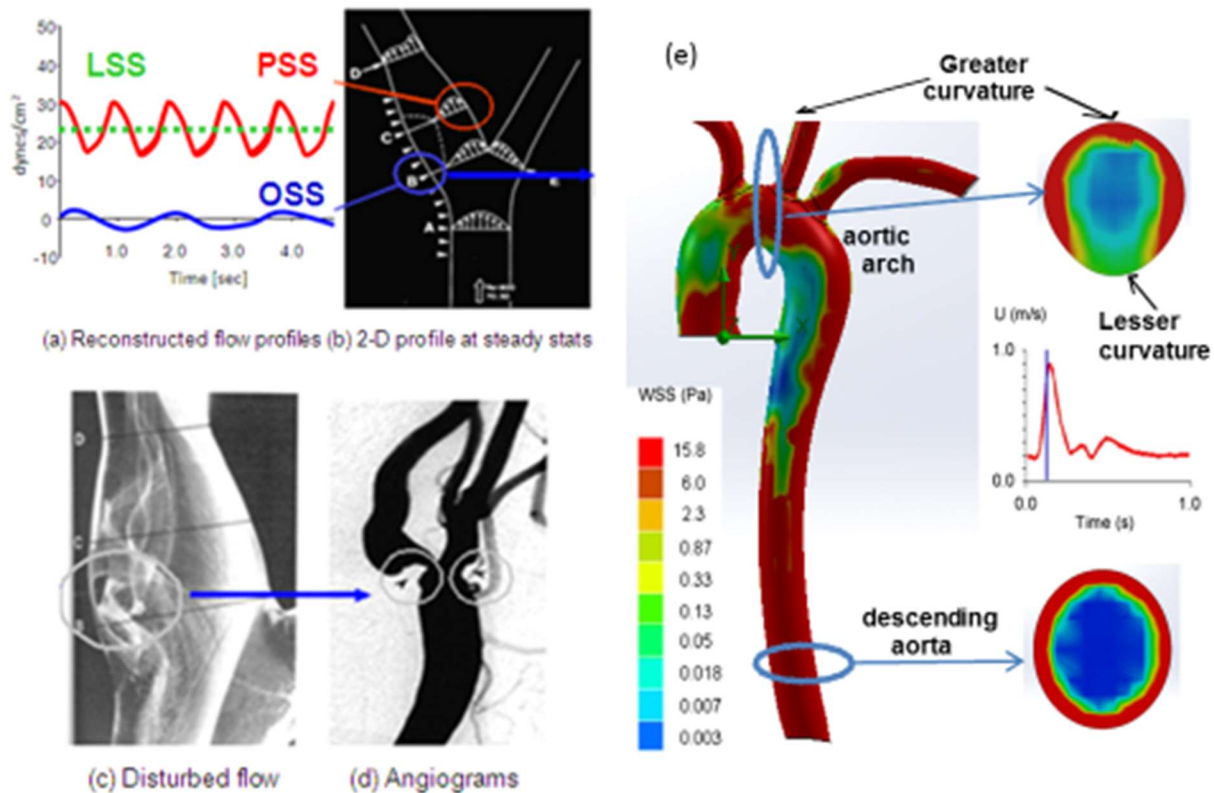 50
40
30
20
10
0
-10
dynes/cm²
LSS
PSS
OSS
1.0
2.0
3.0
4.0
Time [sec]
D
C
B
A
E
(a) Reconstructed flow profiles
(b) 2-D profile at steady stats
D
C
(c) Disturbed flow
(d) Angiograms
(e)
Greater
curvature
aortic
arch
X
Lesser
curvature
U (m/s)
1.0
0.0
0.0
1.0
Time (s)
WSS (Pa)
15.8
6.0
2.3
0.87
0.33
0.13
0.05
0.018
0.007
0.003
descending
aorta